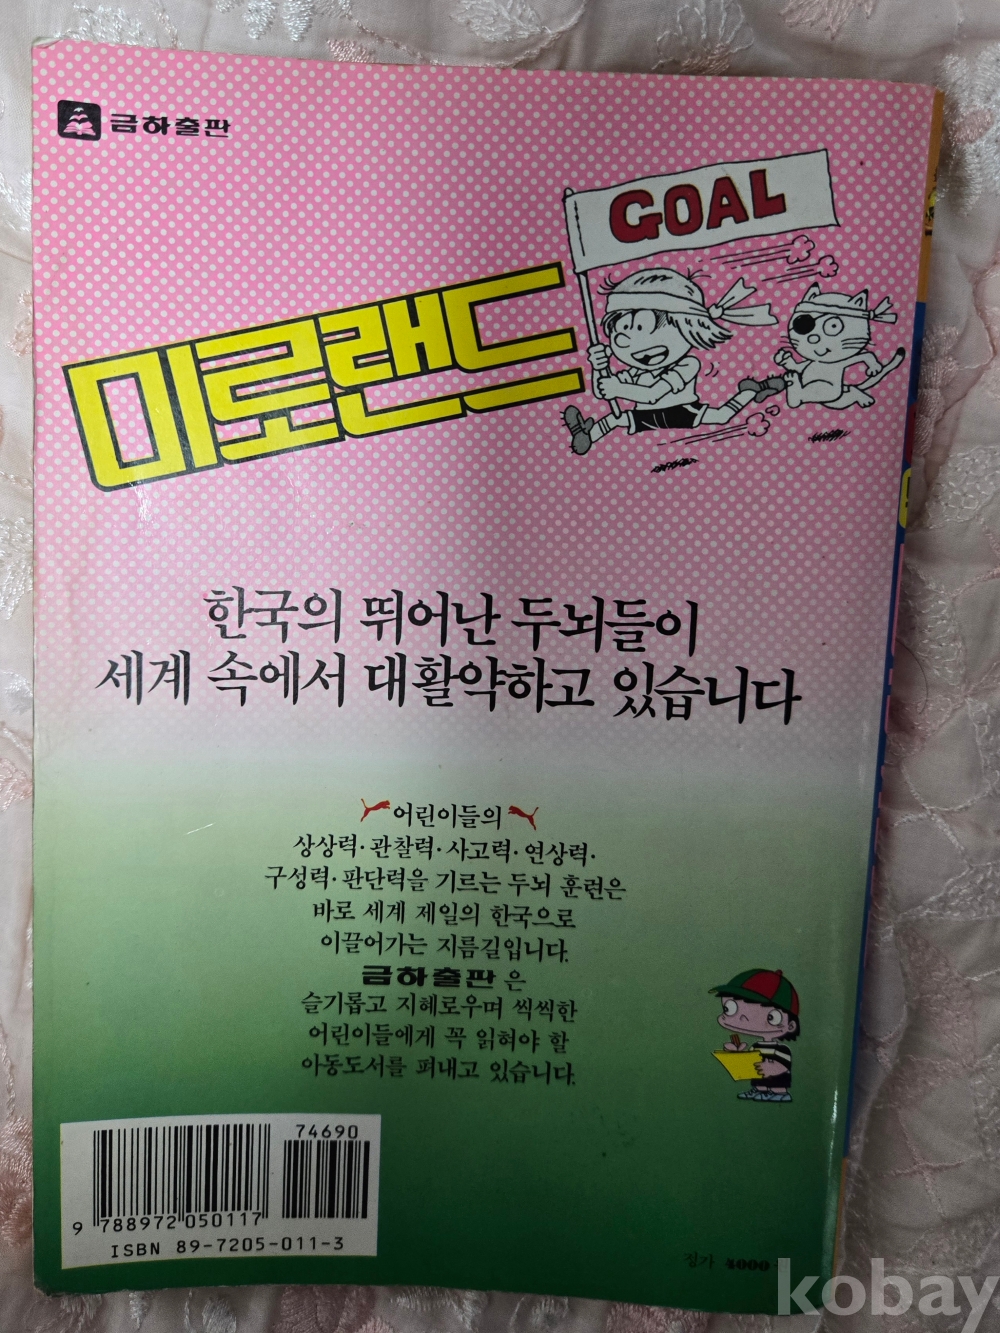 금하출판
GOAL
미로랜드
한국의 뛰어난 두뇌들이
세계 속에서 대활약하고 있습니다
어린이들의
상상력·관찰력·사고력·연상력·
구성력·판단력을 기르는 두뇌 훈련은
바로 세계 제일의 한국으로
이끌어가는 지름길입니다.
금하출판은
슬기롭고 지혜로우며 씩씩한
어린이들에게 꼭 읽혀야 할
아동도서를 펴내고 있습니다.
74690
9 788972 050117
ISBN 89-7205-011-3
정가 4000
kobay